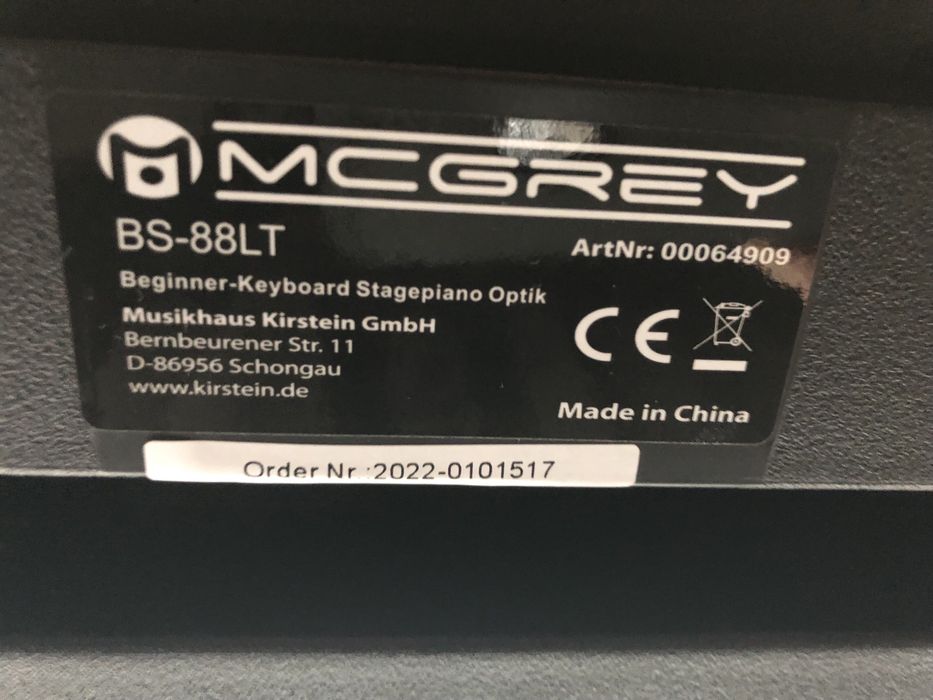 MCGREY
BS-88LT
ArtNr: 00064909
Beginner-Keyboard Stagepiano Optik
Musikhaus Kirstein GmbH
Bernbeurener Str. 11
D-86956 Schongau
www.kirstein.de
CE
Made in China
Order Nr.:2022-0101517